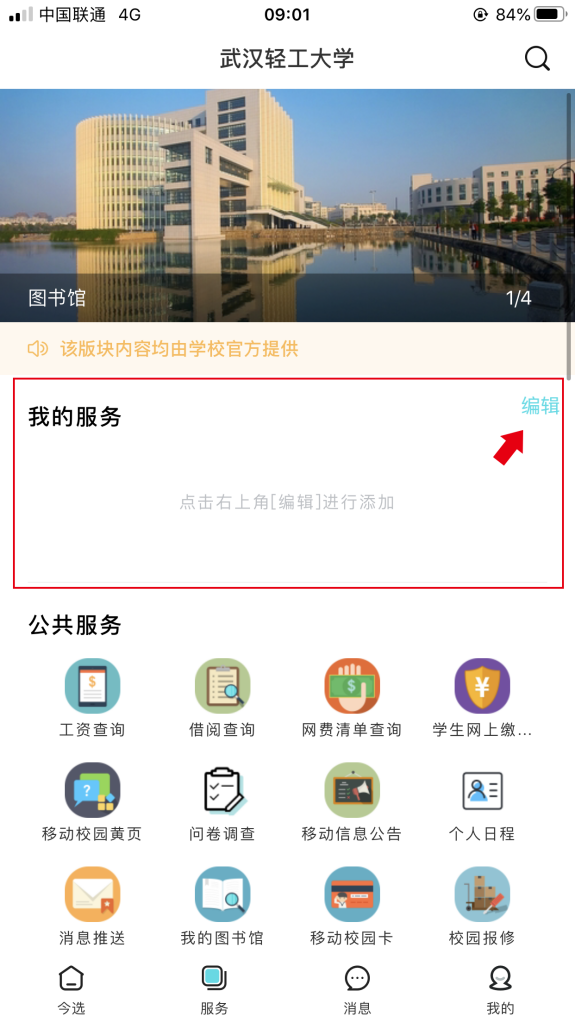 中国联通 4G 09:01 84%
武汉轻工大学
图书馆 1/4
该版块内容均由学校官方提供
编辑
我的服务
点击右上角[编辑]进行添加
公共服务
工资查询 借阅查询 网费清单查询 学生网上缴...
移动校园黄页 问卷调查 移动信息公告 个人日程
消息推送 我的图书馆 移动校园卡 校园报修
今选 服务 消息 我的